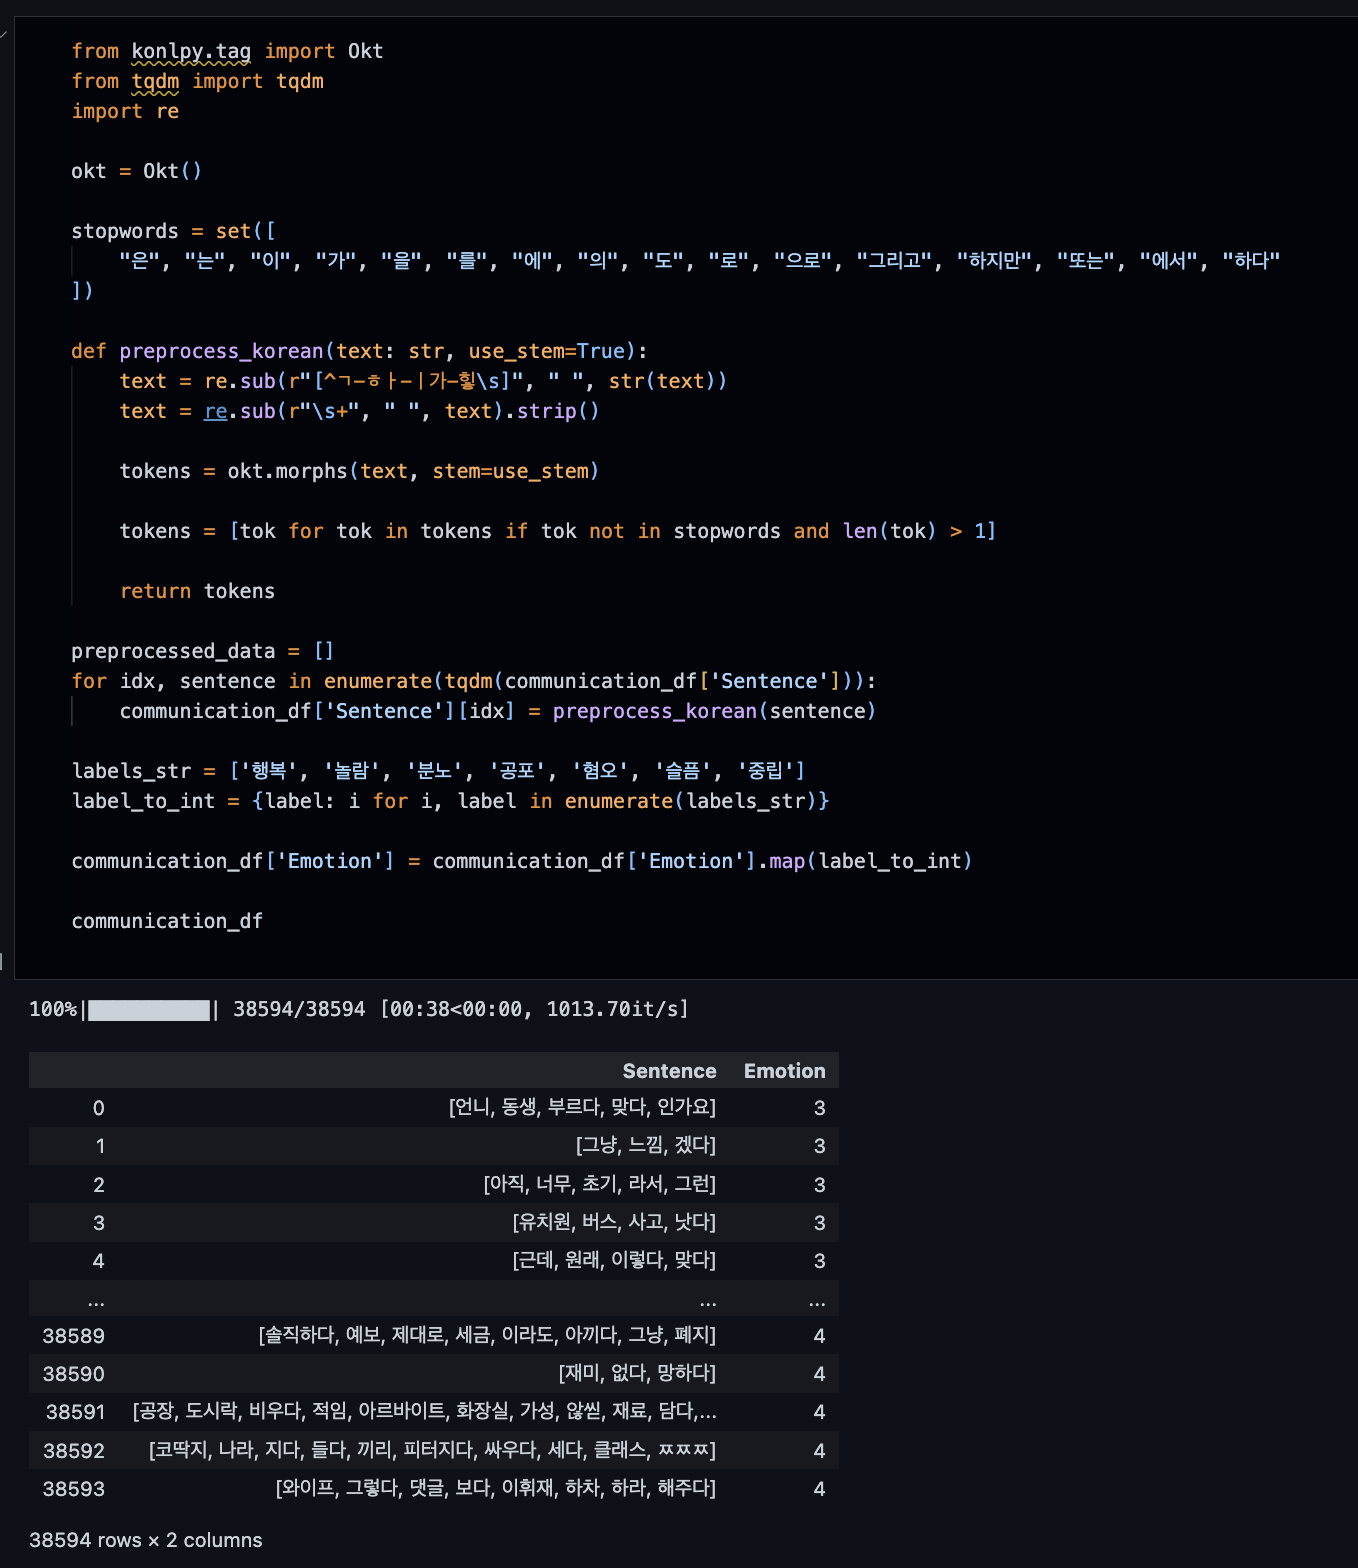 from konlpy.tag import Okt
from tqdm import tqdm
import re
okt = Okt()
stopwords = set([
    "은", "는", "이", "가", "을", "를", "에", "의", "도", "로", "으로", "그리고", "하지만", "또는", "에서", "하다"
])
def preprocess_korean(text: str, use_stem=True):
    text = re.sub(r"[^ㄱ-ㅎㅏ-ㅣ가-힣\s]", " ", str(text))
    text = re.sub(r"\s+", " ", text).strip()
    tokens = okt.morphs(text, stem=use_stem)
    tokens = [tok for tok in tokens if tok not in stopwords and len(tok) > 1]
    return tokens
preprocessed_data = []
for idx, sentence in enumerate(tqdm(communication_df['Sentence'])):
    communication_df['Sentence'][idx] = preprocess_korean(sentence)
labels_str = ['행복', '놀람', '분노', '공포', '혐오', '슬픔', '중립']
label_to_int = {label: i for i, label in enumerate(labels_str)}
communication_df['Emotion'] = communication_df['Emotion'].map(label_to_int)
communication_df
100%|██████████| 38594/38594 [00:38<00:00, 1013.70it/s]
Sentence Emotion
0 [언니, 동생, 부르다, 맞다, 인가요] 3
1 [그냥, 느낌, 겠다] 3
2 [아직, 너무, 초기, 라서, 그런] 3
3 [유치원, 버스, 사고, 낫다] 3
4 [근데, 원래, 이렇다, 맞다] 3
... ... ...
38589 [솔직하다, 예보, 제대로, 세금, 이라도, 아끼다, 그냥, 폐지] 4
38590 [재미, 없다, 망하다] 4
38591 [공장, 도시락, 비우다, 적임, 아르바이트, 화장실, 가성, 않씯, 재료, 담다,... 4
38592 [코딱지, 나라, 지다, 들다, 끼리, 피터지다, 싸우다, 세다, 클래스, ㅉㅉㅉ] 4
38593 [와이프, 그렇다, 댓글, 보다, 이휘재, 하차, 하라, 해주다] 4
38594 rows × 2 columns